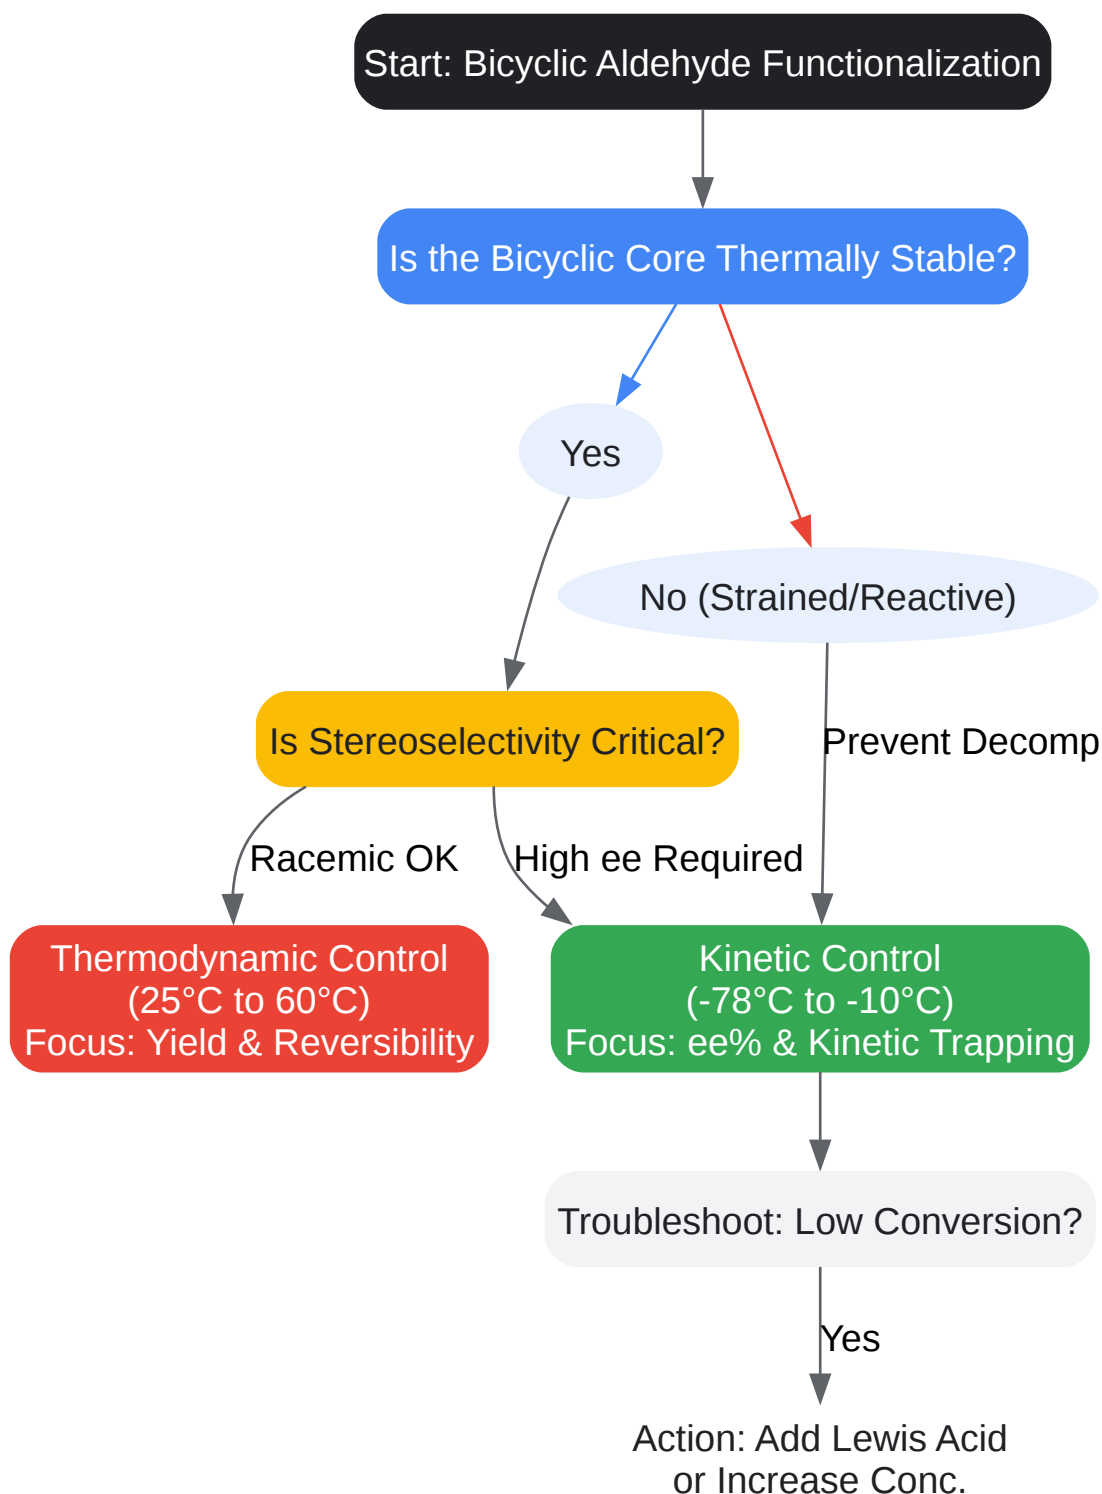 Start: Bicyclic Aldehyde Functionalization
Is the Bicyclic Core Thermally Stable?
Yes
No (Strained/Reactive)
Is Stereoselectivity Critical?
Prevent Decomp
Racemic OK
High ee Required
Thermodynamic Control
(25°C to 60°C)
Focus: Yield & Reversibility
Kinetic Control
(-78°C to -10°C)
Focus: ee% & Kinetic Trapping
Troubleshoot: Low Conversion?
Yes
Action: Add Lewis Acid
or Increase Conc.